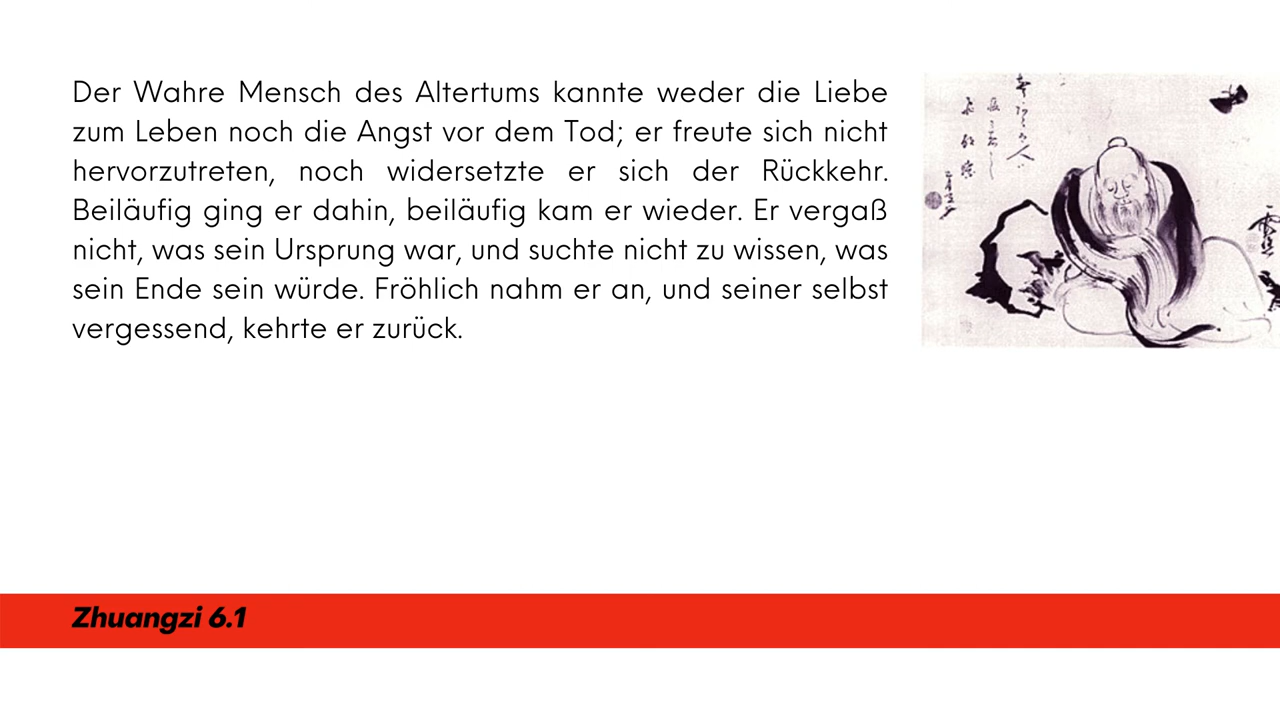 Der Wahre Mensch des Altertums kannte weder die Liebe
zum Leben noch die Angst vor dem Tod; er freute sich nicht
hervorzutreten, noch widersetzte er sich der Rückkehr.
Beiläufig ging er dahin, beiläufig kam er wieder. Er vergaß
nicht, was sein Ursprung war, und suchte nicht zu wissen, was
sein Ende sein würde. Fröhlich nahm er an, und seiner selbst
vergessend, kehrte er zurück.
Zhuangzi 6.1